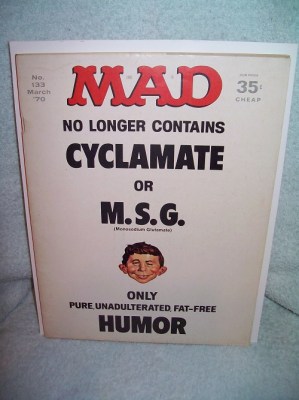 No.
133
March
'70
MAD
35¢
CHEAP
NO LONGER CONTAINS
CYCLAMATE
OR
M.S.G.
(Monosodium Glutamate)
ONLY
PURE, UNADULTERATED, FAT-FREE
HUMOR